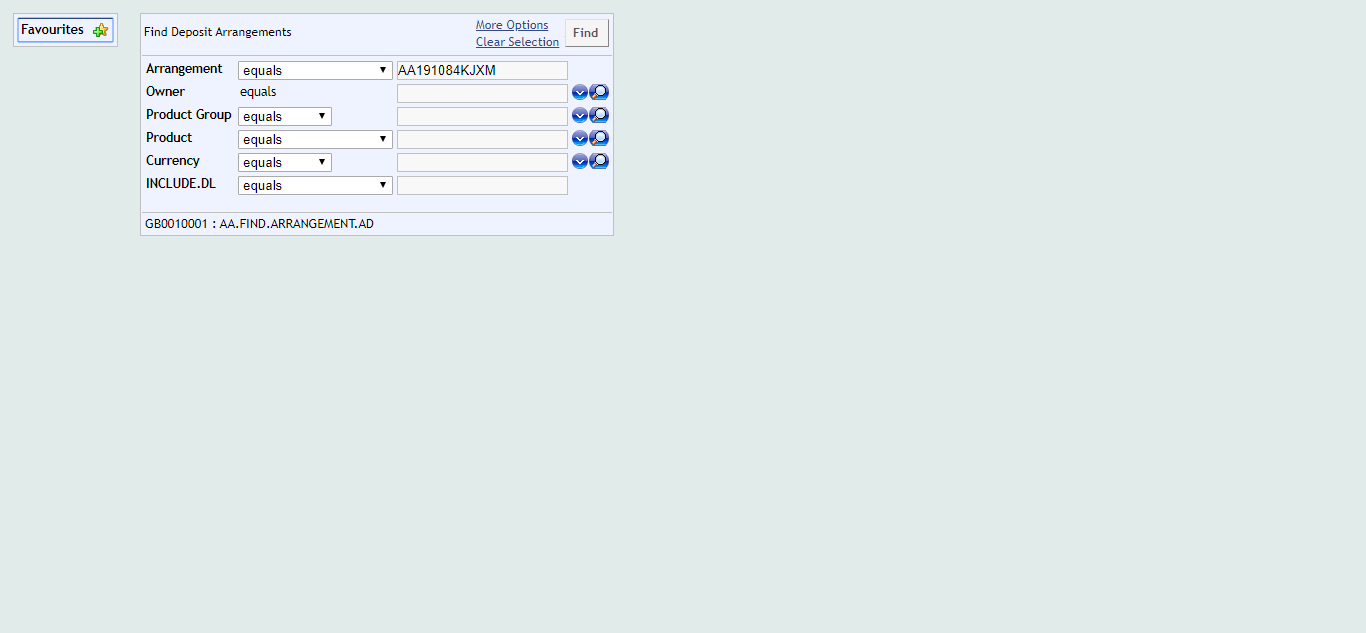 Favourites
Find Deposit Arrangements
More Options
Clear Selection
Find
Arrangement equals AA191084KJXM
Owner equals
Product Group equals
Product equals
Currency equals
INCLUDE.DL equals
GB0010001 : AA.FIND.ARRANGEMENT.AD